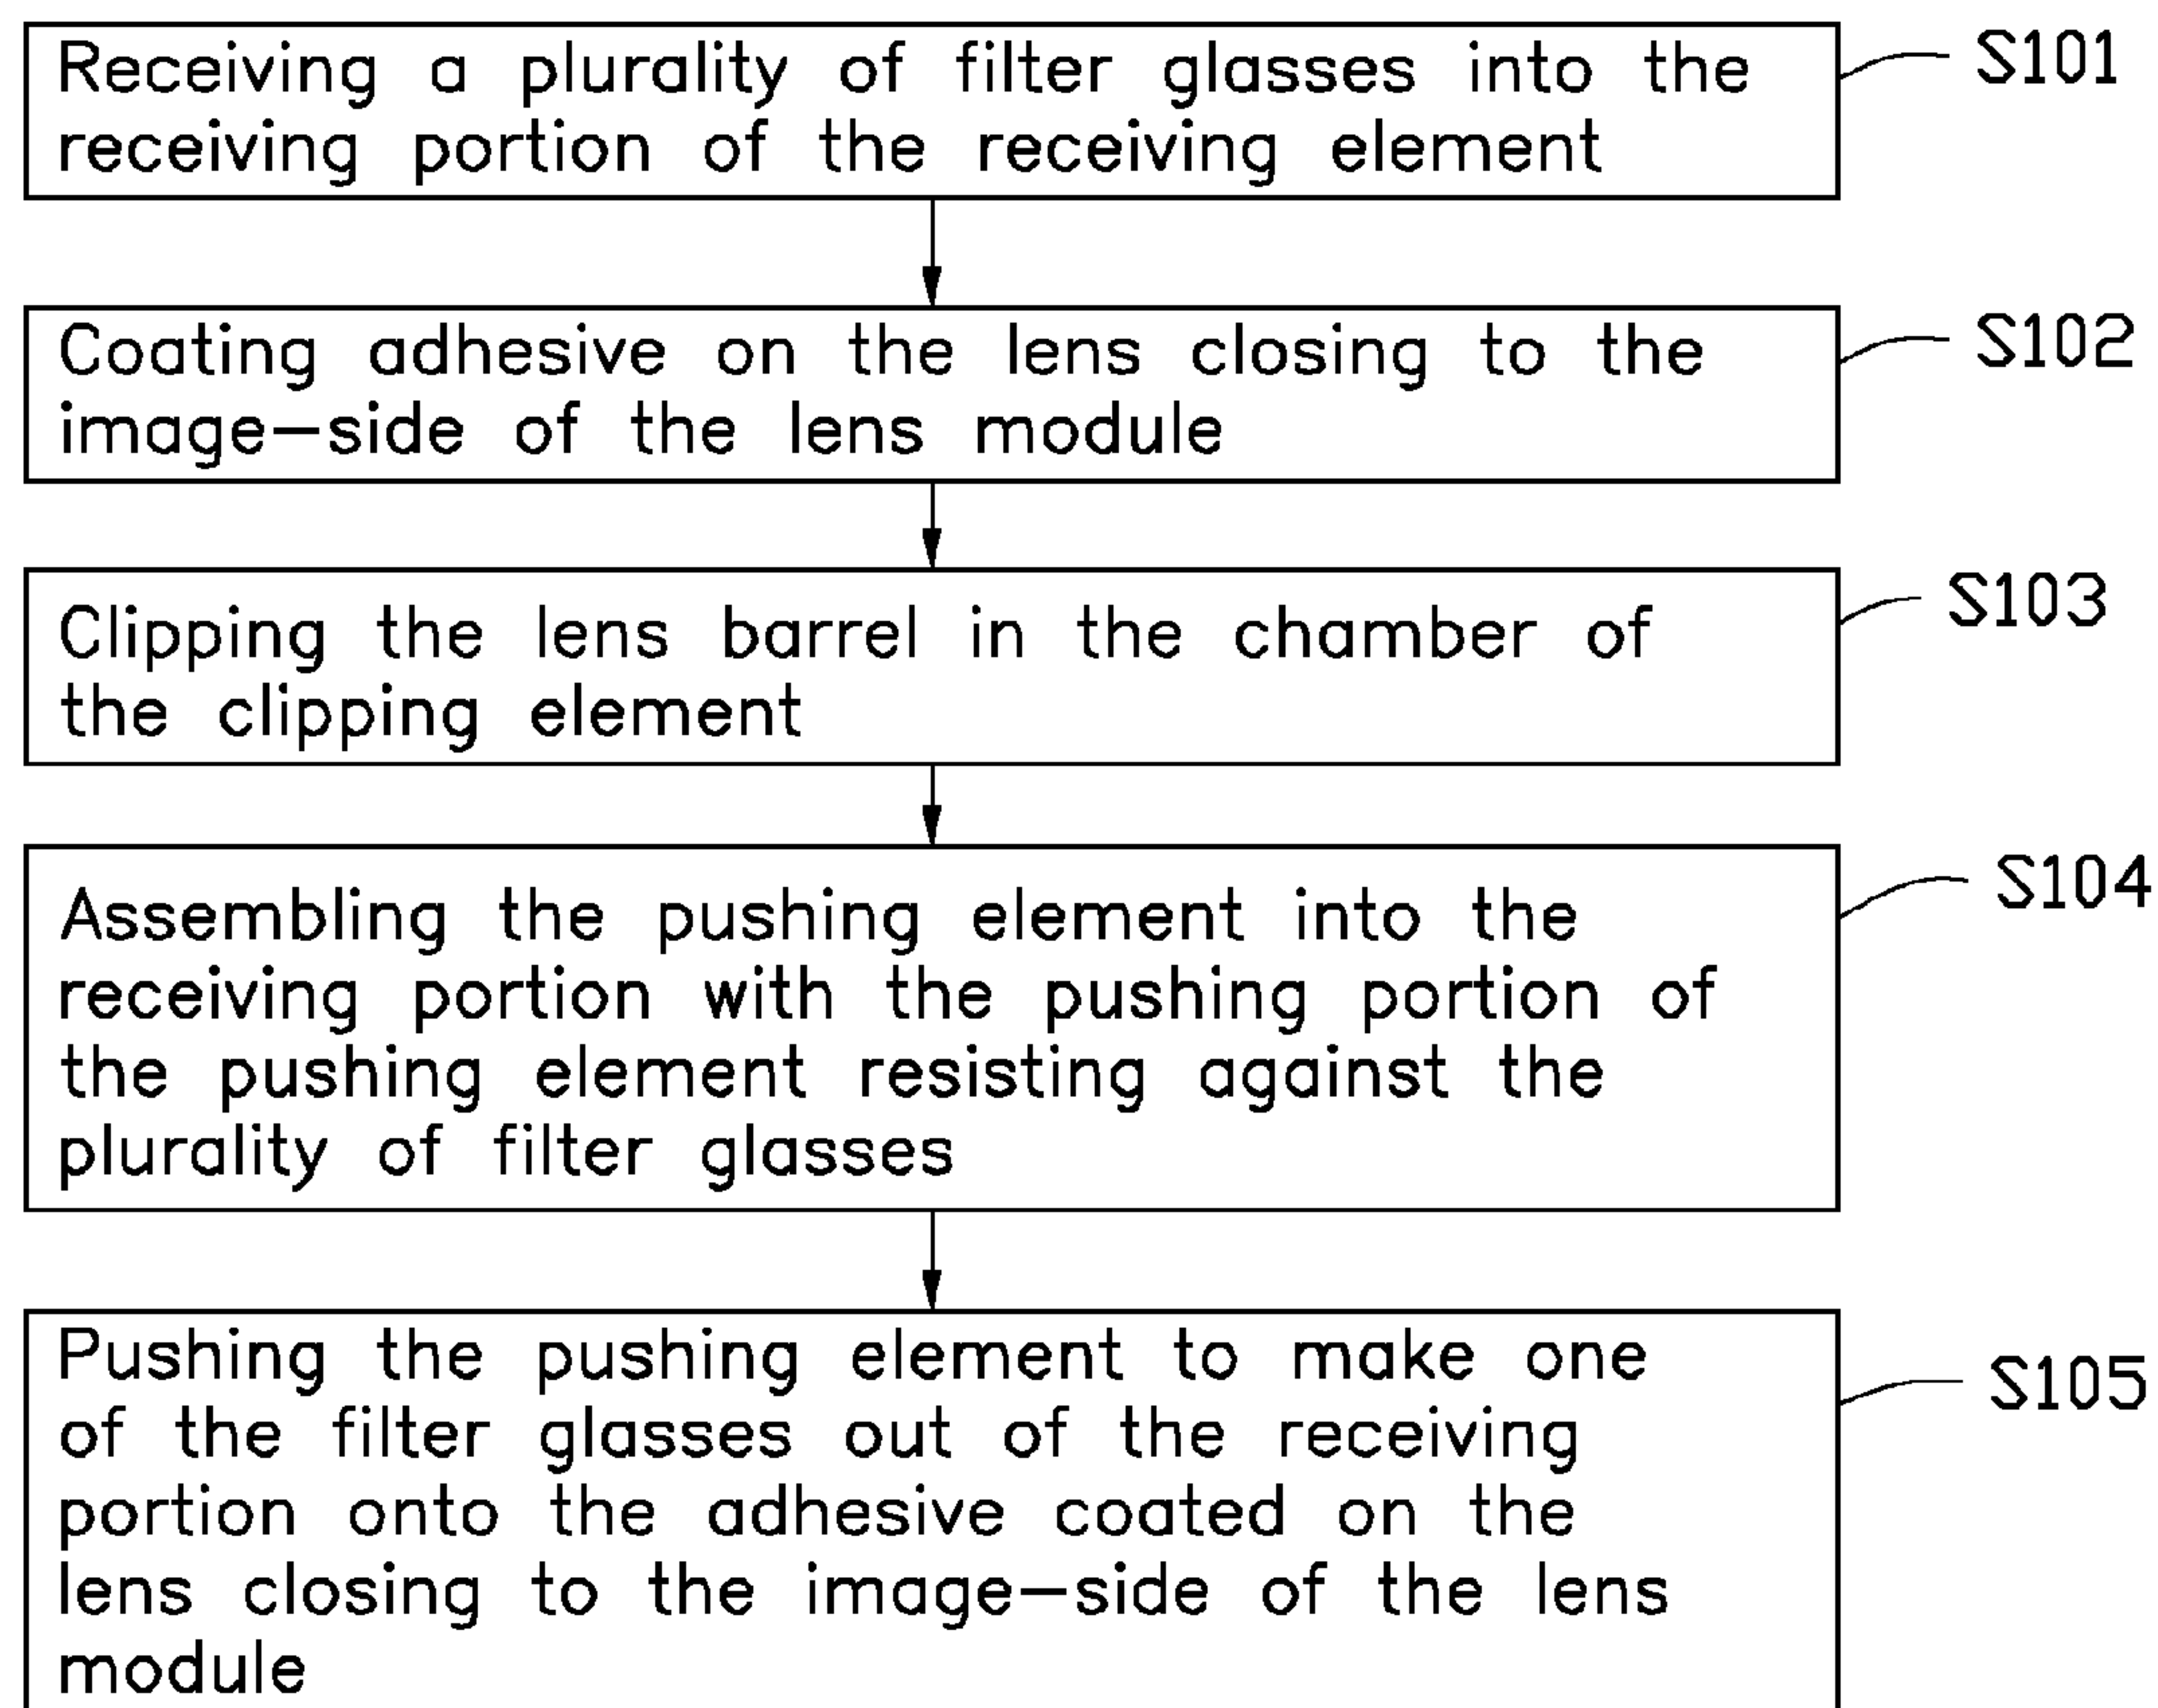 Receiving a plurality of filter glasses into the
receiving portion of the receiving element
S101
Coating adhesive on the lens closing to the
image-side of the lens module
S102
Clipping the lens barrel in the chamber of
the clipping element
S103
Assembling the pushing element into the
receiving portion with the pushing portion of
the pushing element resisting against the
plurality of filter glasses
S104
Pushing the pushing element to make one
of the filter glasses out of the receiving
portion onto the adhesive coated on the
lens closing to the image-side of the lens
module
S105